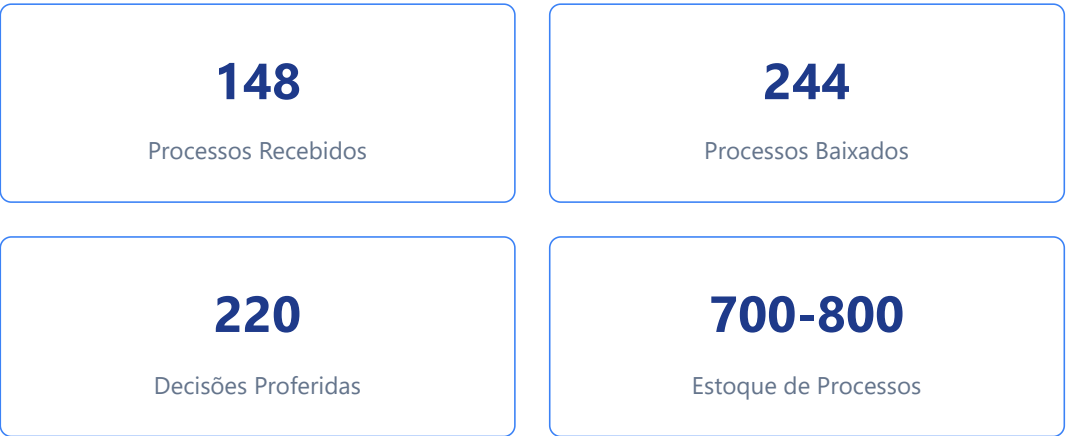 148
Processos Recebidos
244
Processos Baixados
220
Decisões Proferidas
700-800
Estoque de Processos